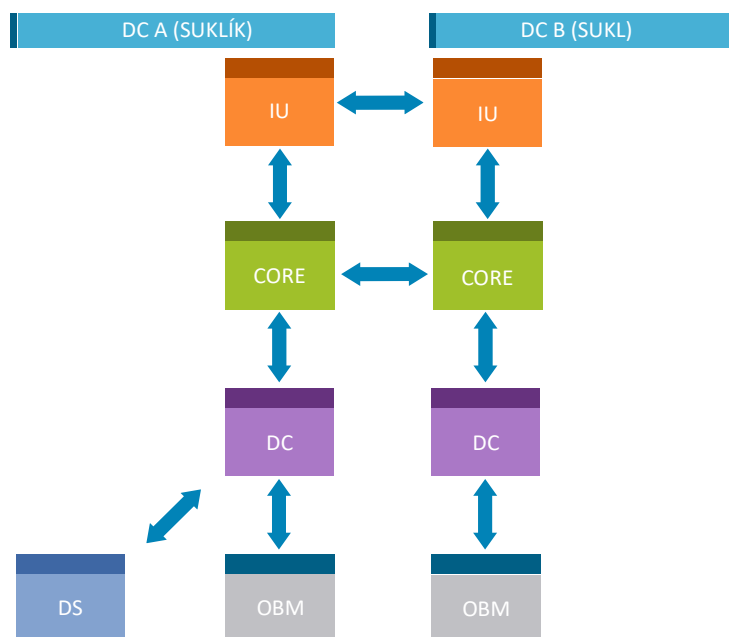 DC A (SUKLÍK)
DC B (SUKL)
IU
IU
CORE
CORE
DC
DC
DS
OBM
OBM